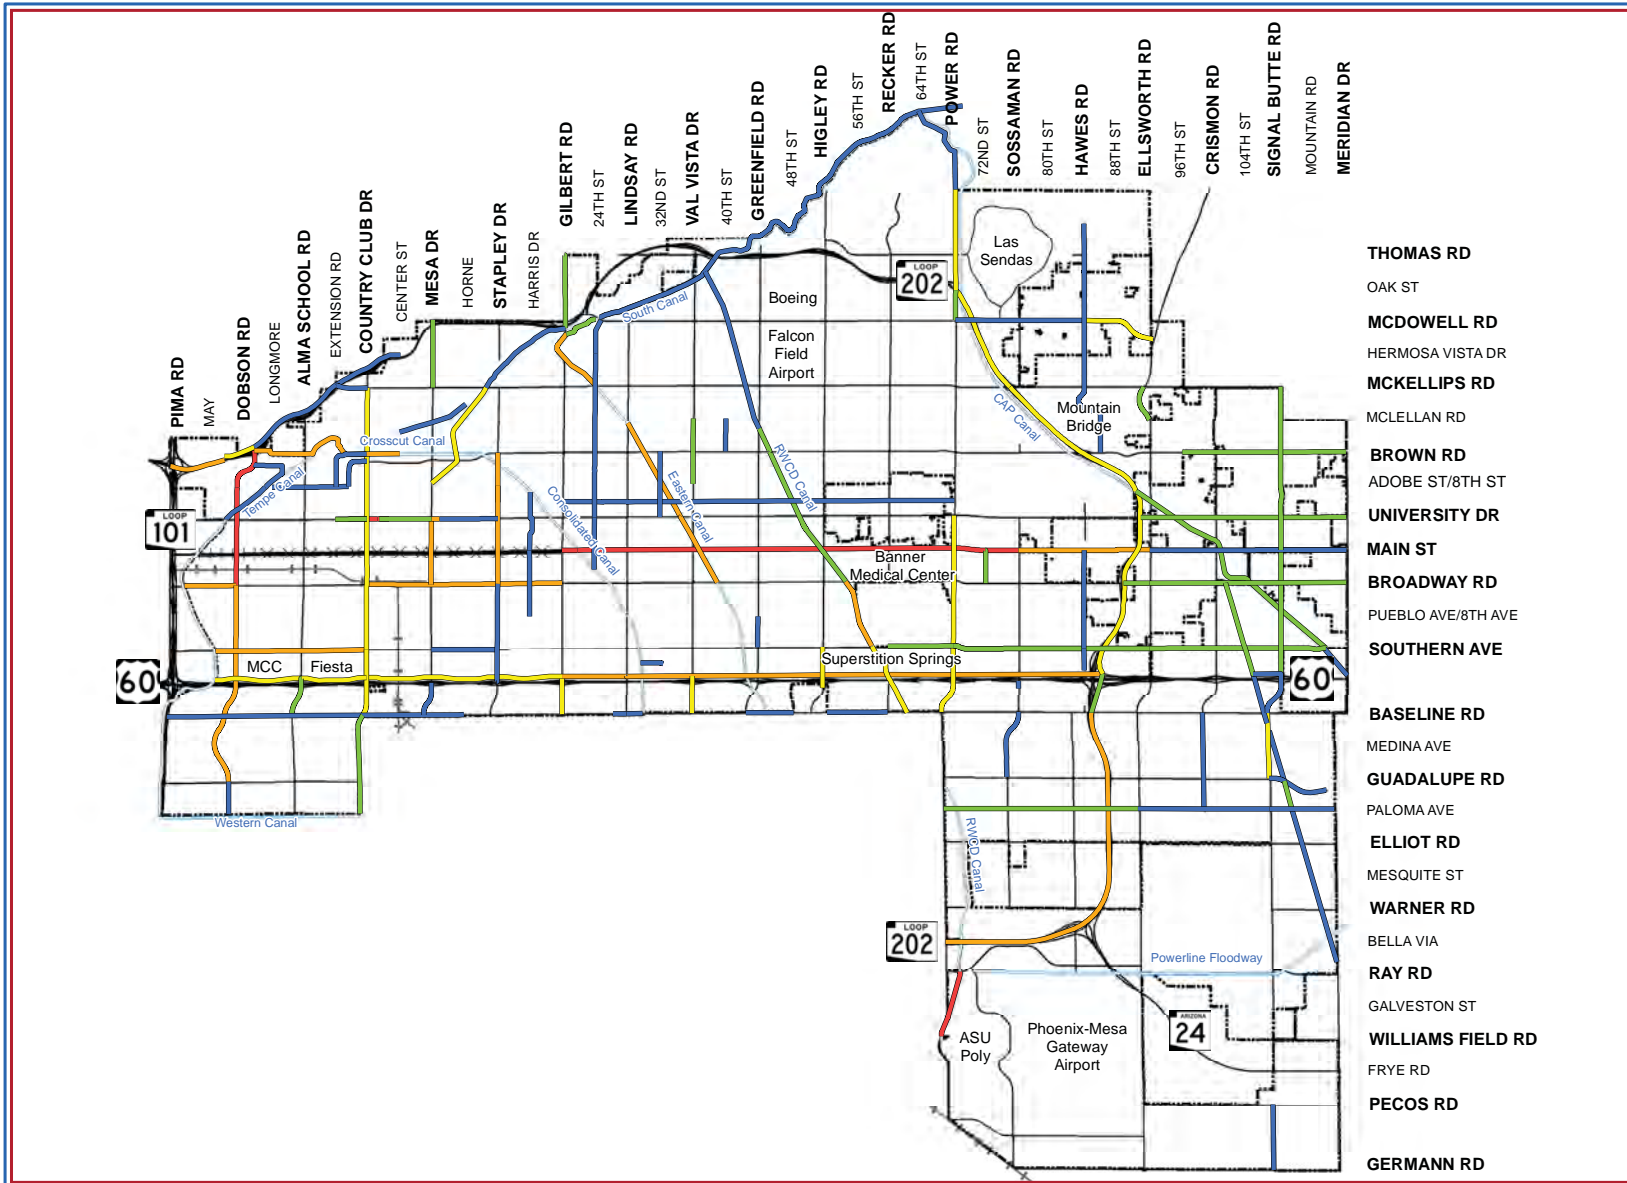 PIMA RD
MAY
DOBSON RD
LONGMORE
ALMA SCHOOL RD
EXTENSION RD
COUNTRY CLUB DR
CENTER ST
MESA DR
HORNE
STAPLEY DR
HARRIS DR
GILBERT RD
24TH ST
LINDSAY RD
32ND ST
VAL VISTA DR
40TH ST
GREENFIELD RD
48TH ST
HIGLEY RD
56TH ST
RECKER RD
64TH ST
POWER RD
72ND ST
SOSSAMAN RD
80TH ST
HAWES RD
88TH ST
ELLSWORTH RD
96TH ST
CRISMON RD
104TH ST
SIGNAL BUTTE RD
MOUNTAIN RD
MERIDIAN DR
THOMAS RD
OAK ST
MCDOWELL RD
HERMOSA VISTA DR
MCKELLIPS RD
MCLELLAN RD
BROWN RD
ADOBE ST/8TH ST
UNIVERSITY DR
MAIN ST
BROADWAY RD
PUEBLO AVE/8TH AVE
SOUTHERN AVE
BASELINE RD
MEDINA AVE
GUADALUPE RD
PALOMA AVE
ELLIOT RD
MESQUITE ST
WARNER RD
BELLA VIA
RAY RD
GALVESTON ST
WILLIAMS FIELD RD
FRYE RD
PECOS RD
GERMANN RD
Las
Sendas
LOOP
202
Boeing
South Canal
Falcon
Field
Airport
CAP Canal
Mountain
Bridge
Crosscut Canal
Tempe Canal
RWCD Canal
Eastern Canal
Consolidated Canal
LOOP
101
Banner
Medical Center
MCC
Fiesta
Superstition Springs
60
60
Western Canal
RWCD Canal
LOOP
202
Powerline Floodway
ARIZONA
24
ASU
Poly
Phoenix-Mesa
Gateway
Airport